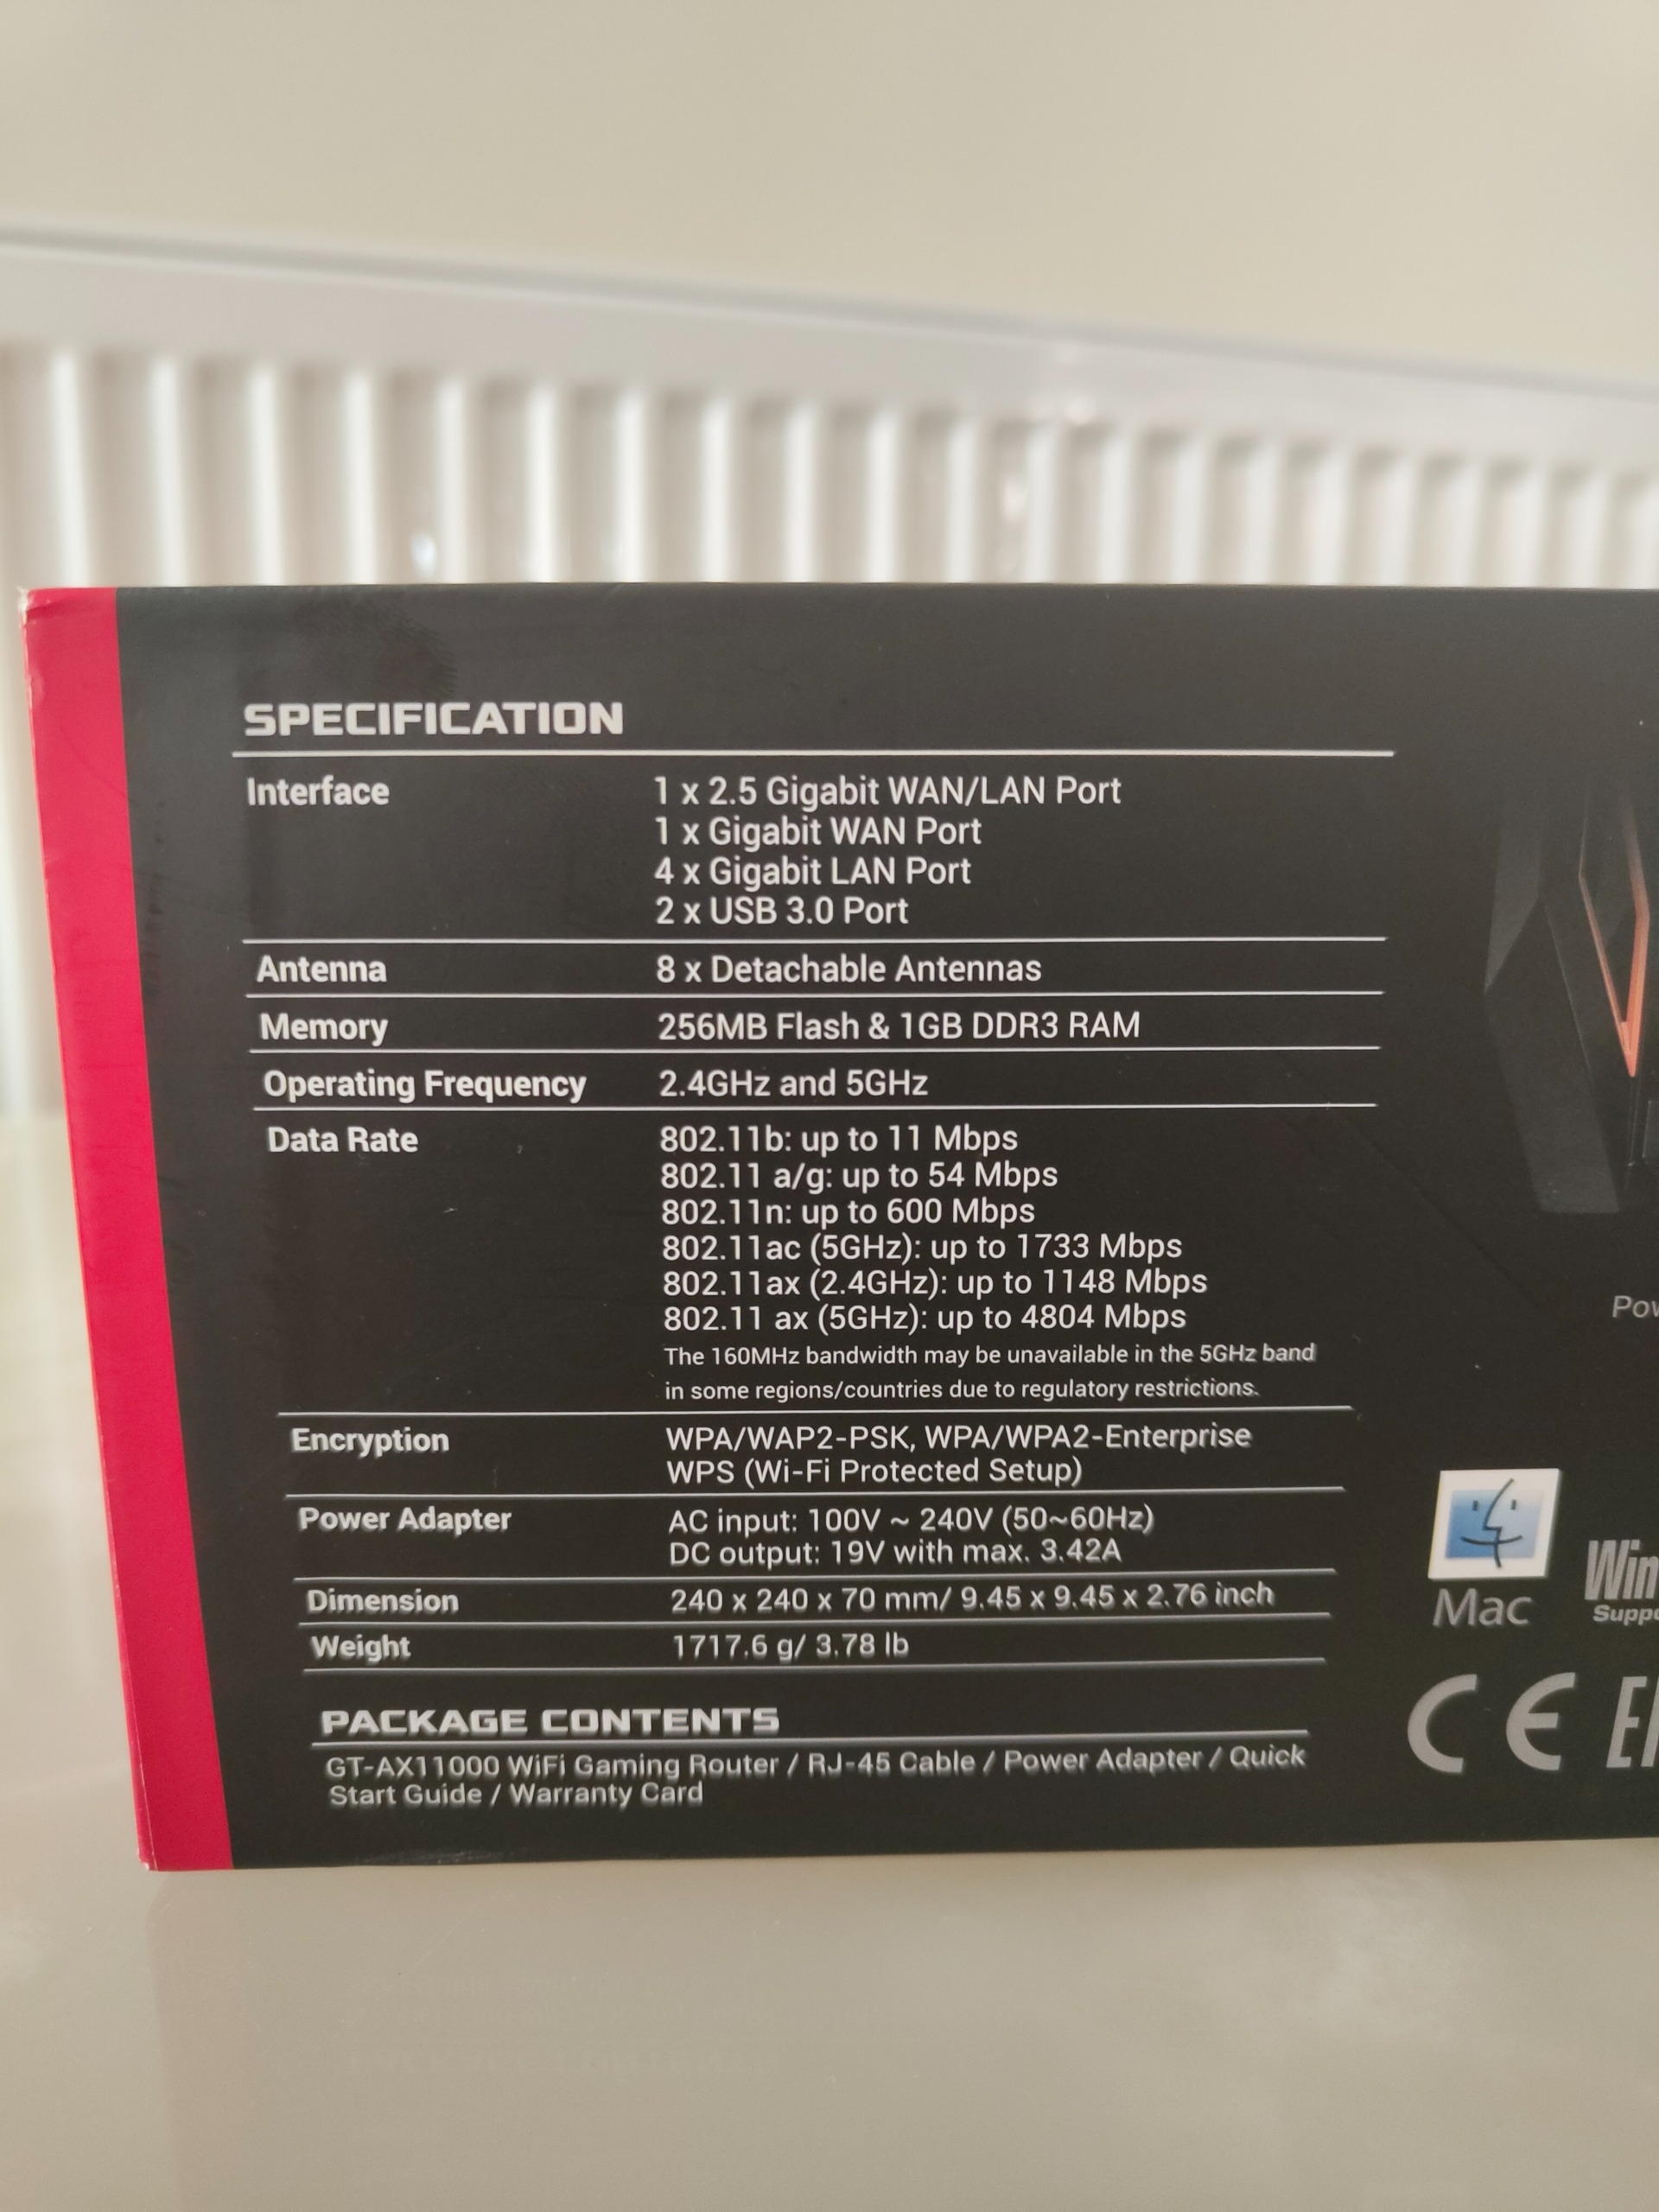 SPECIFICATION
Interface
1 x 2.5 Gigabit WAN/LAN Port
1 x Gigabit WAN Port
4 x Gigabit LAN Port
2 x USB 3.0 Port
Antenna
8 x Detachable Antennas
Memory
256MB Flash & 1GB DDR3 RAM
Operating Frequency
2.4GHz and 5GHz
Data Rate
802.11b: up to 11 Mbps
802.11 a/g: up to 54 Mbps
802.11n: up to 600 Mbps
802.11ac (5GHz): up to 1733 Mbps
802.11ax (2.4GHz): up to 1148 Mbps
802.11 ax (5GHz): up to 4804 Mbps
The 160MHz bandwidth may be unavailable in the 5GHz band
in some regions/countries due to regulatory restrictions.
Encryption
WPA/WAP2-PSK, WPA/WPA2-Enterprise
WPS (Wi-Fi Protected Setup)
Power Adapter
AC input: 100V ~ 240V (50~60Hz)
DC output: 19V with max. 3.42A
Dimension
240 x 240 x 70 mm/ 9.45 x 9.45 x 2.76 inch
Weight
1717.6 g/ 3.78 lb
PACKAGE CONTENTS
GT-AX11000 WiFi Gaming Router / RJ-45 Cable / Power Adapter / Quick
Start Guide / Warranty Card
Mac
CE